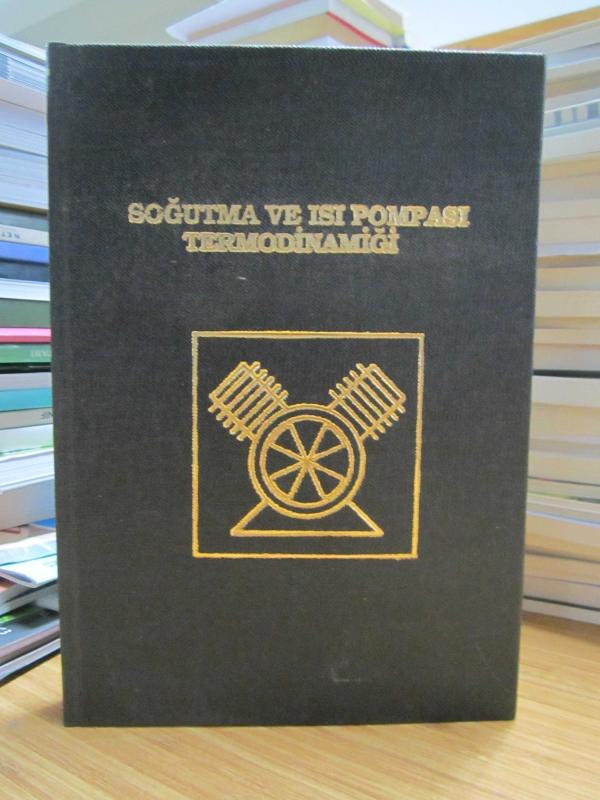 SOĞUTMA VE ISI POMPASI
TERMODİNAMİĞİ